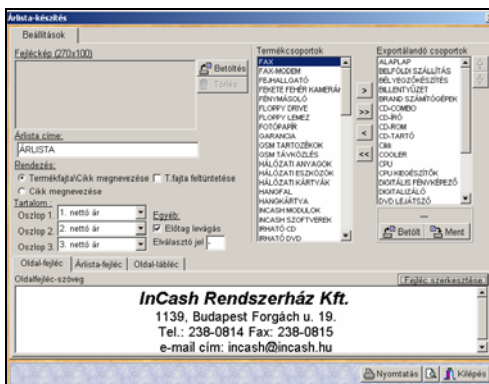 Árlista-készítés
Beállítások
Fejléckép (270x100)
Betöltés
Törlés
Árlista címe:
ÁRLISTA
Rendezés:
Termékfajta\Cikk megnevezése
T.fajta feltüntetése
Cikk megnevezése
Tartalom :
Oszlop 1. 1. nettó ár
Oszlop 2. 2. nettó ár
Oszlop 3. 3. nettó ár
Egyéb:
Előtag levágás
Elválasztó jel -
Termékcsoportok
FAX
FAX-MODEM
FEJHALLGATÓ
FEKETE FEHÉR KAMERÁK
FÉNYMÁSOLÓ
FLOPPY DRIVE
FLOPPY LEMEZ
FOTÓPAPÍR
GARANCIA
GSM TARTOZÉKOK
GSM TÁVKÖZLÉS
HÁLÓZATI ANYAGOK
HÁLÓZATI ESZKÖZÖK
HÁLÓZATI KÁRTYÁK
HANGFAL
HANGKÁRTYA
INCASH MODULOK
INCASH SZOFTVEREK
IRHATÓ CD
IRHATÓ DVD
>
>>
<
<<
Exportálandó csoportok
ALAPLAP
BELFÖLDI SZÁLLÍTÁS
BÉLYEGZŐKÉSZÍTÉS
BILLENTYŰZET
BRAND SZÁMÍTÓGÉPEK
CD-COMBO
CD-ÍRÓ
CD-ROM
CD-TARTÓ
Cikk
COOLER
CPU
CPU KIEGÉSZÍTŐK
DIGITÁLIS FÉNYKÉPEZŐ
DIGITALIZÁLÓ
DVD LEJÁTSZÓ
...
Betölt
Ment
Oldal-fejléc
Árlista-fejléc
Oldal-lábléc
Oldalfejléc-szöveg
Fejléc szerkesztése
InCash Rendszerház Kft.
1139, Budapest Forgách u. 19.
Tel.: 238-0814 Fax: 238-0815
e-mail cím: incash@incash.hu
Nyomtatás
Kilépés